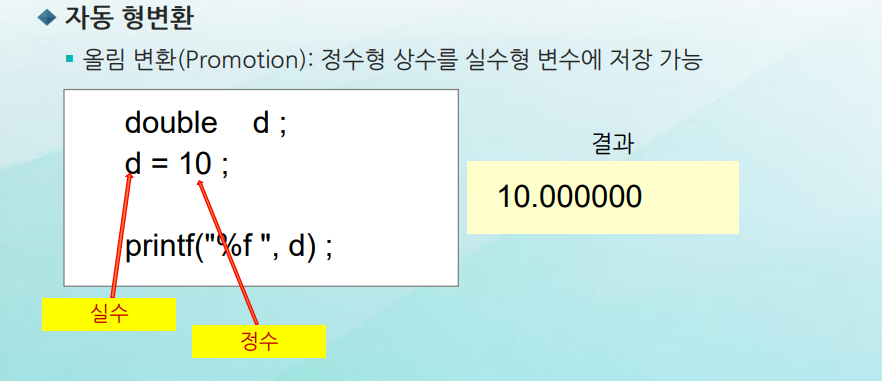 자동 형변환
올림 변환(Promotion): 정수형 상수를 실수형 변수에 저장 가능
double d ;
d = 10 ;
printf("%f ", d) ;
결과
10.000000
실수
정수